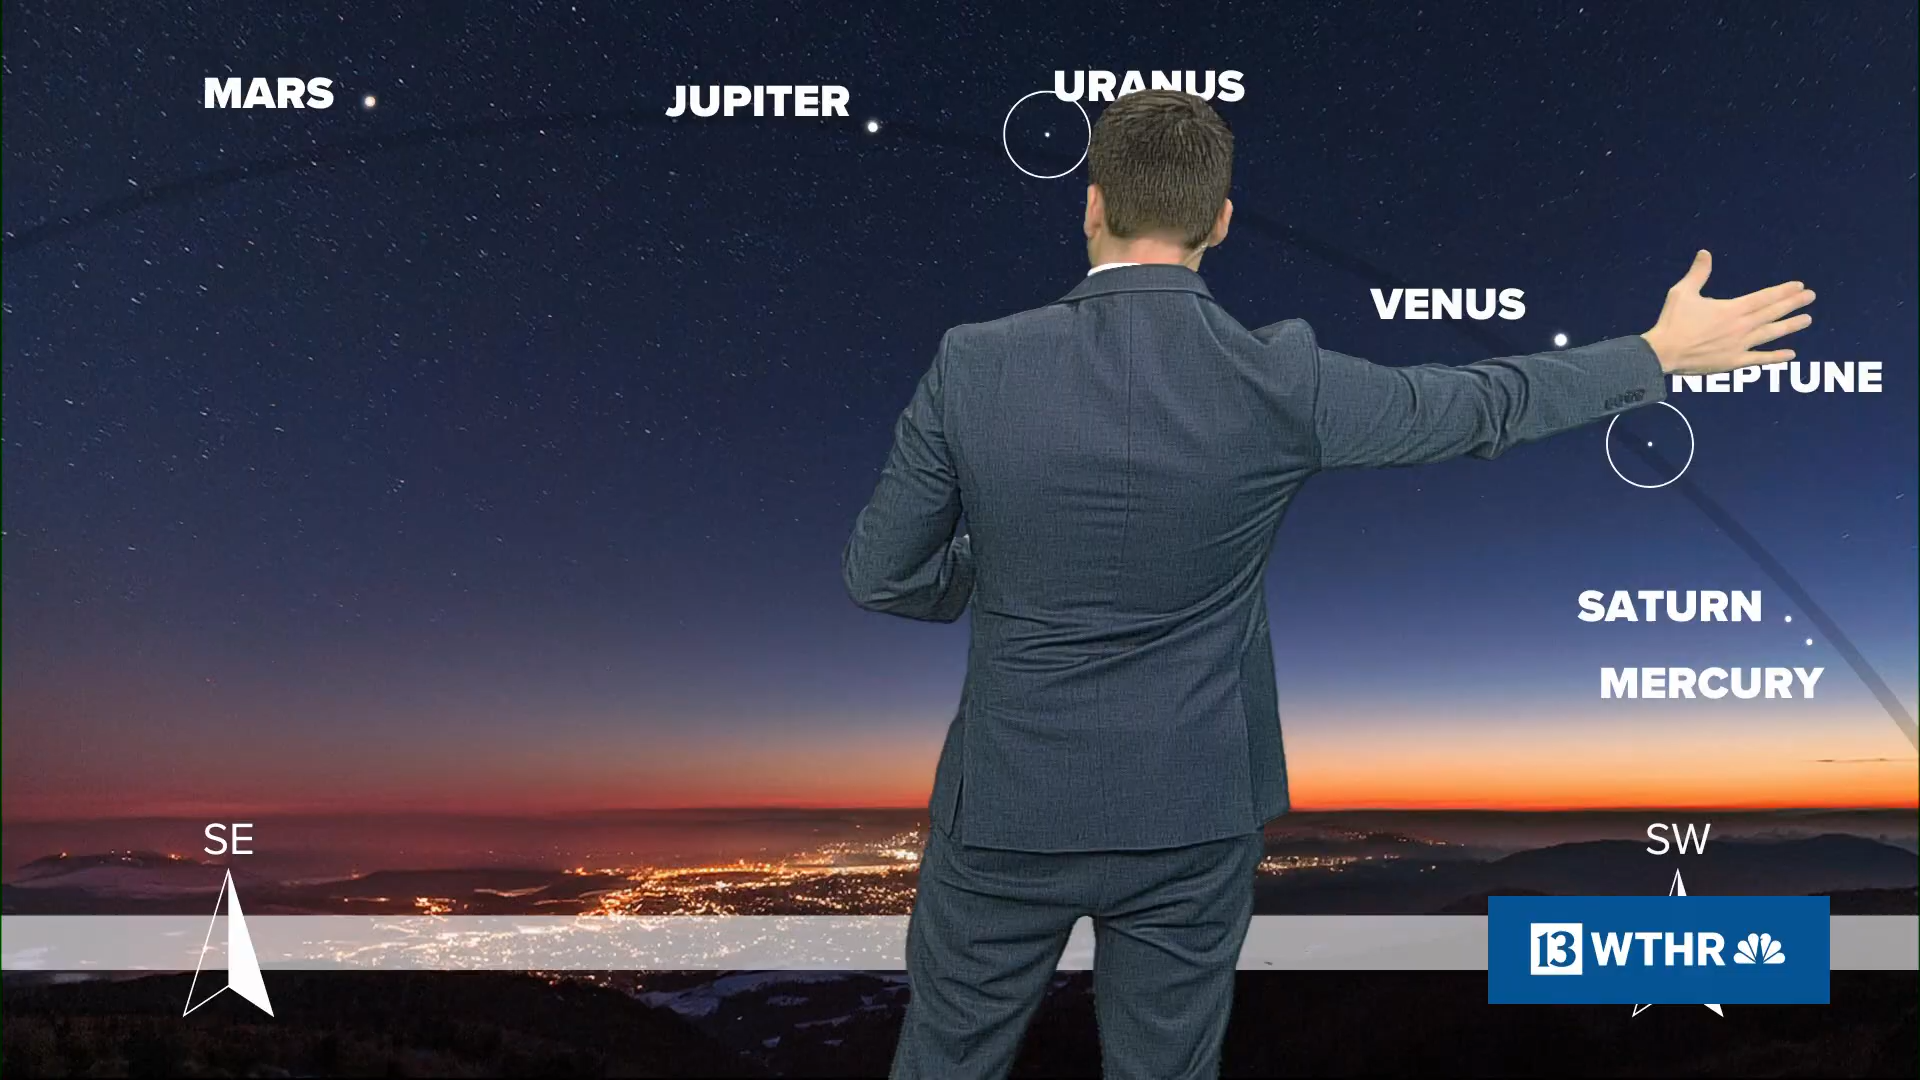 MARS
JUPITER
URANUS
VENUS
NEPTUNE
SATURN
MERCURY
SE
SW
13 WTHR